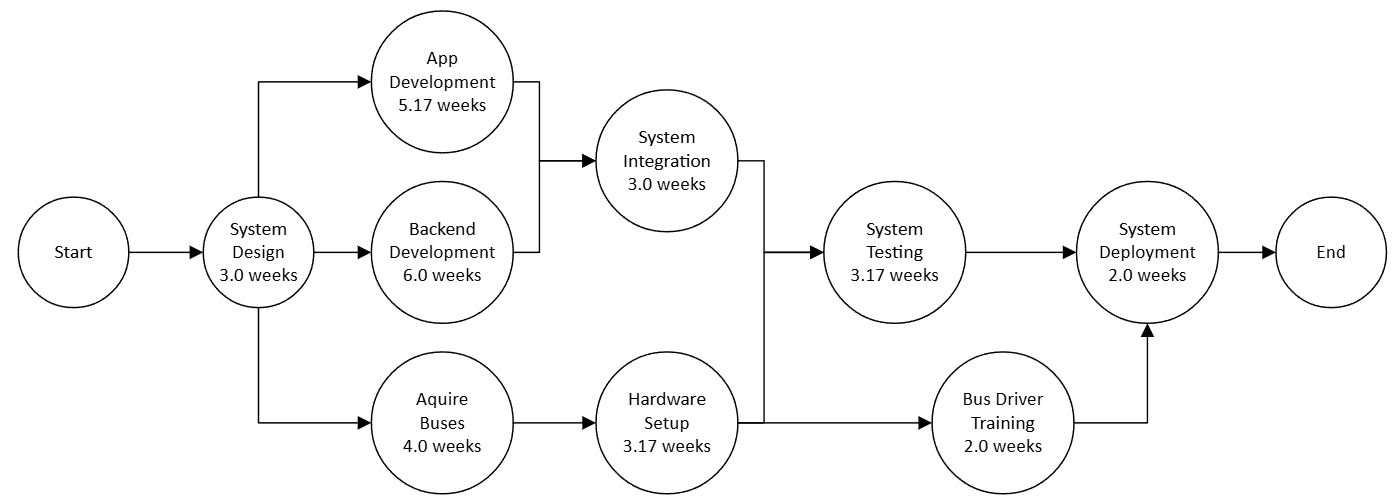 Start
System
Design
3.0 weeks
App
Development
5.17 weeks
Backend
Development
6.0 weeks
Aquire
Buses
4.0 weeks
System
Integration
3.0 weeks
Hardware
Setup
3.17 weeks
System
Testing
3.17 weeks
Bus Driver
Training
2.0 weeks
System
Deployment
2.0 weeks
End